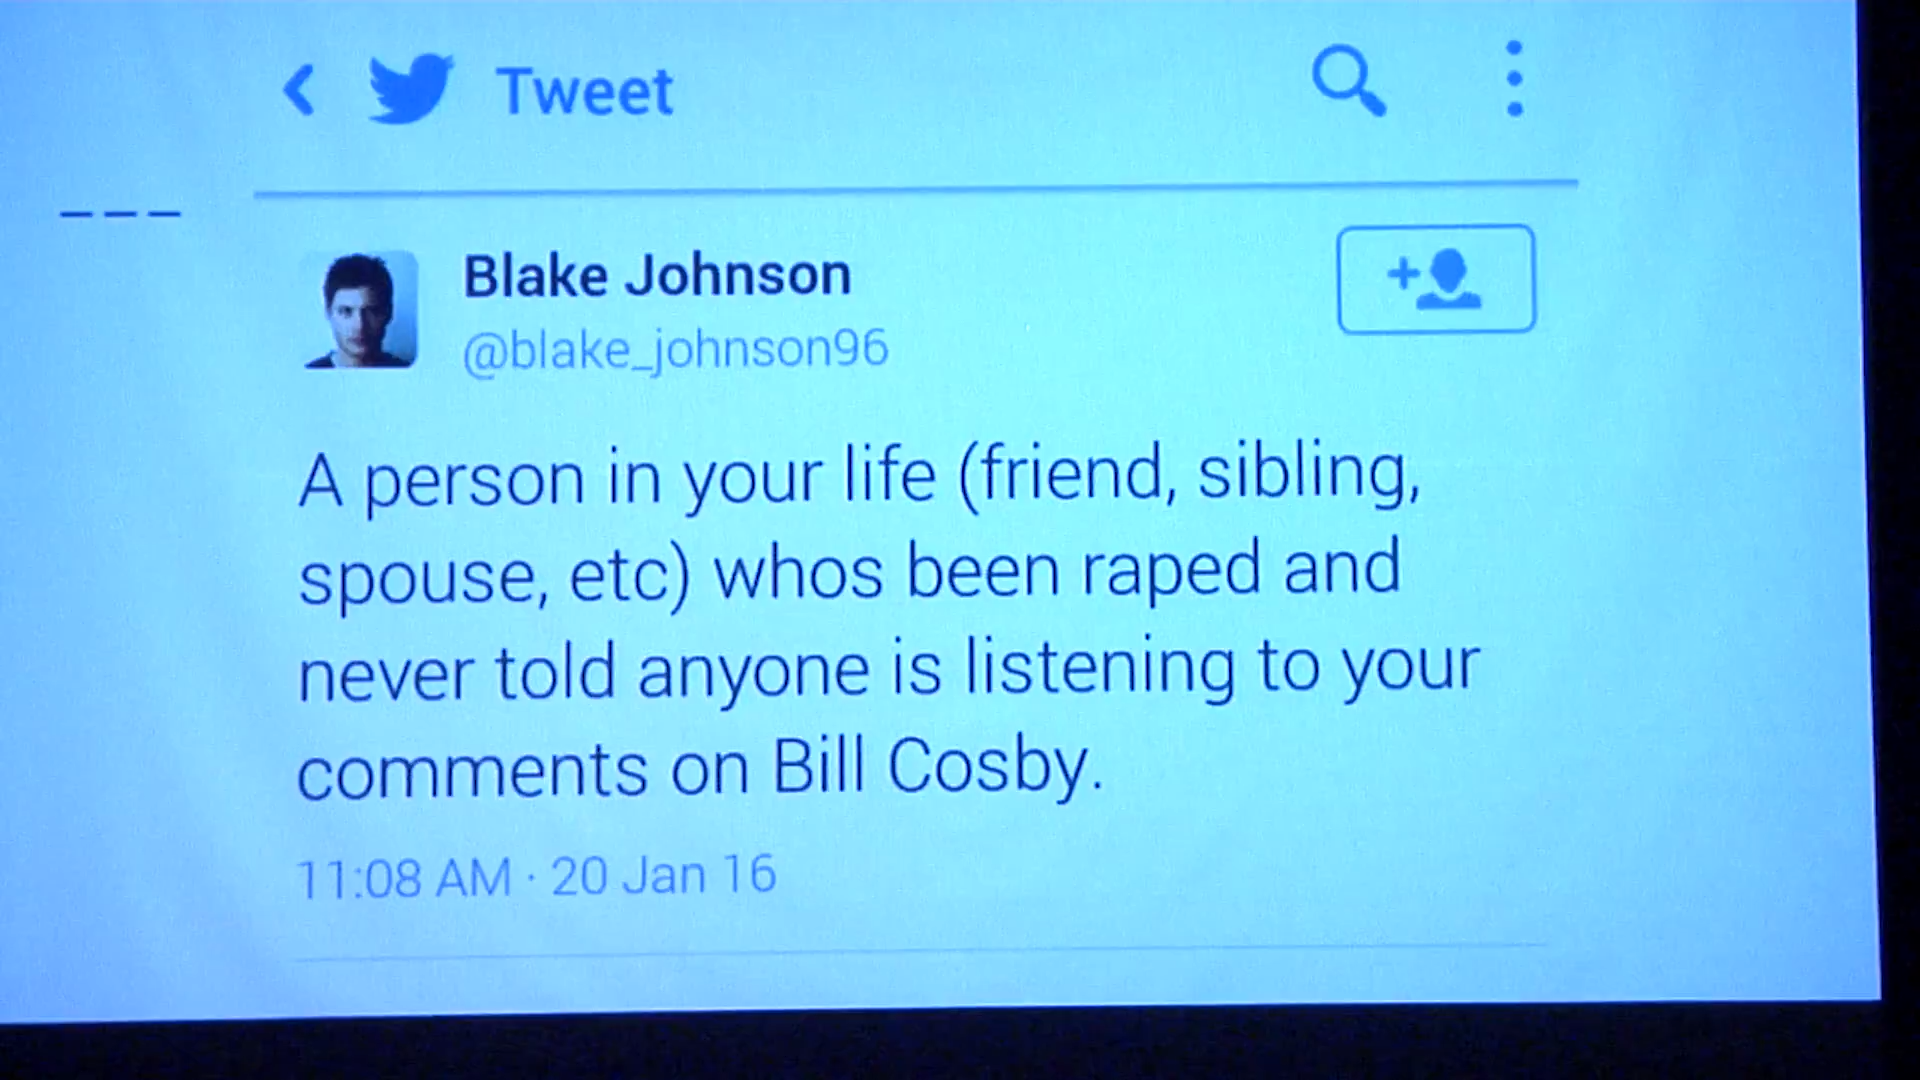 Tweet
Blake Johnson
@blake_johnson96
A person in your life (friend, sibling,
spouse, etc) whos been raped and
never told anyone is listening to your
comments on Bill Cosby.
11:08 AM · 20 Jan 16